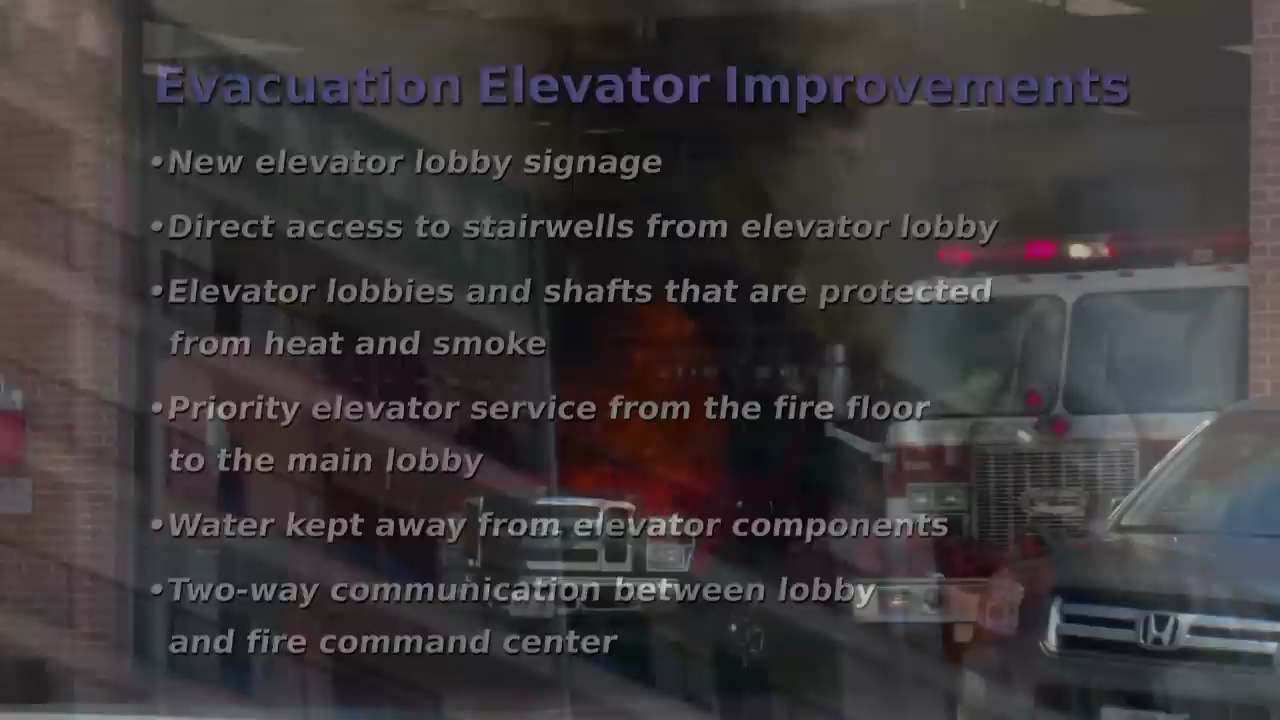 Evacuation Elevator Improvements
•New elevator lobby signage
•Direct access to stairwells from elevator lobby
•Elevator lobbies and shafts that are protected
from heat and smoke
•Priority elevator service from the fire floor
to the main lobby
•Water kept away from elevator components
•Two-way communication between lobby
and fire command center